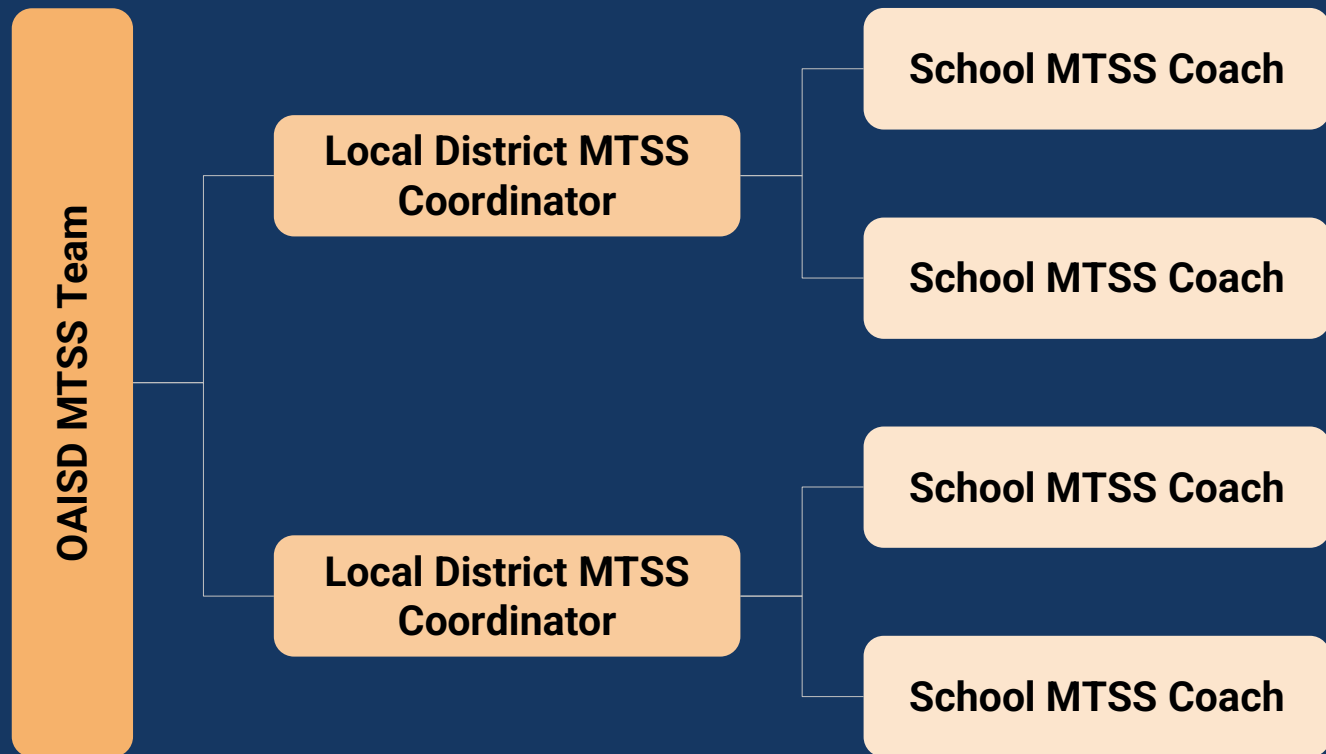 OAISD MTSS Team
Local District MTSS
Coordinator
School MTSS Coach
School MTSS Coach
Local District MTSS
Coordinator
School MTSS Coach
School MTSS Coach